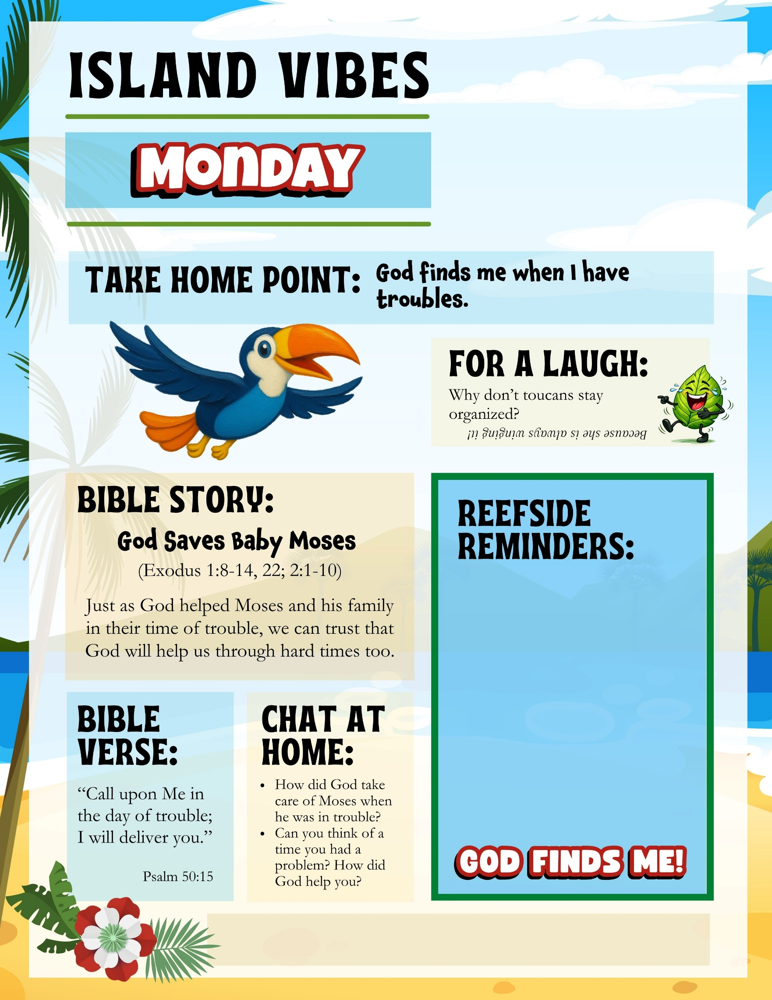 ISLAND VIBES
MONDAY
TAKE HOME POINT:
God finds me when I have
troubles.
FOR A LAUGH:
Why don’t toucans stay
organized?
Because she is always winging it!
BIBLE STORY:
God Saves Baby Moses
(Exodus 1:8-14, 22; 2:1-10)
Just as God helped Moses and his family
in their time of trouble, we can trust that
God will help us through hard times too.
BIBLE
VERSE:
“Call upon Me in
the day of trouble;
I will deliver you.”
Psalm 50:15
CHAT AT
HOME:
• How did God take
care of Moses when
he was in trouble?
• Can you think of a
time you had a
problem? How did
God help you?
REEFSIDE
REMINDERS:
GOD FINDS ME!